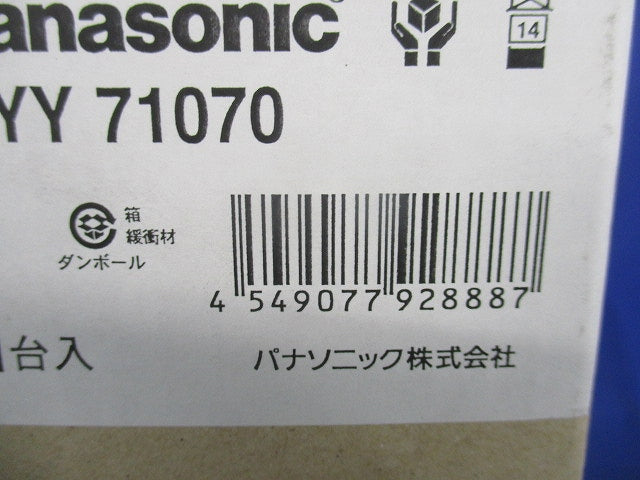 Panasonic
14
YY 71070
箱
緩衝材
ダンボール
4 549077 928887
台入
パナソニック株式会社